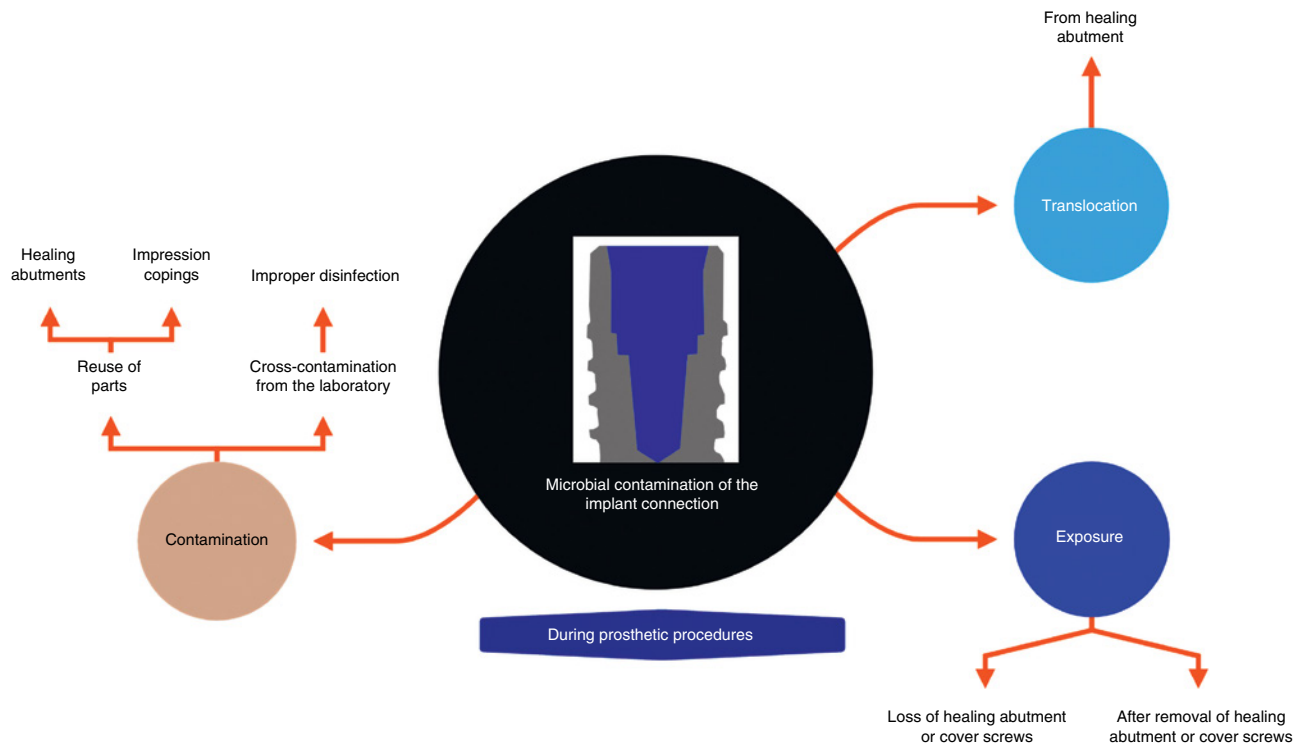 From healing
abutment
Translocation
Healing
abutments
Impression
copings
Improper disinfection
Reuse of
parts
Cross-contamination
from the laboratory
Contamination
Microbial contamination of the
implant connection
During prosthetic procedures
Exposure
Loss of healing abutment
or cover screws
After removal of healing
abutment or cover screws